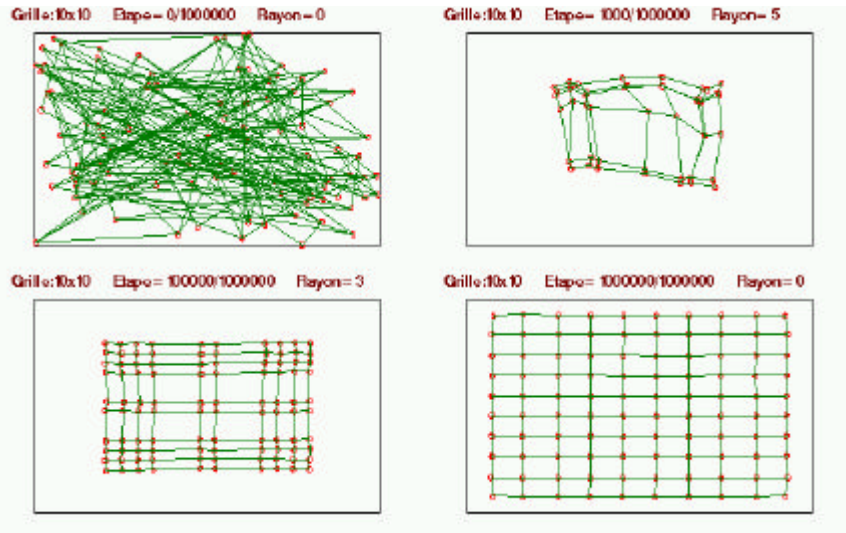 Grille:10x10 Etape= 0/1000000 Rayon= 0
Grille:10x10 Etape= 1000/1000000 Rayon= 5
Grille:10x10 Etape= 100000/1000000 Rayon= 3
Grille:10x10 Etape= 1000000/1000000 Rayon= 0